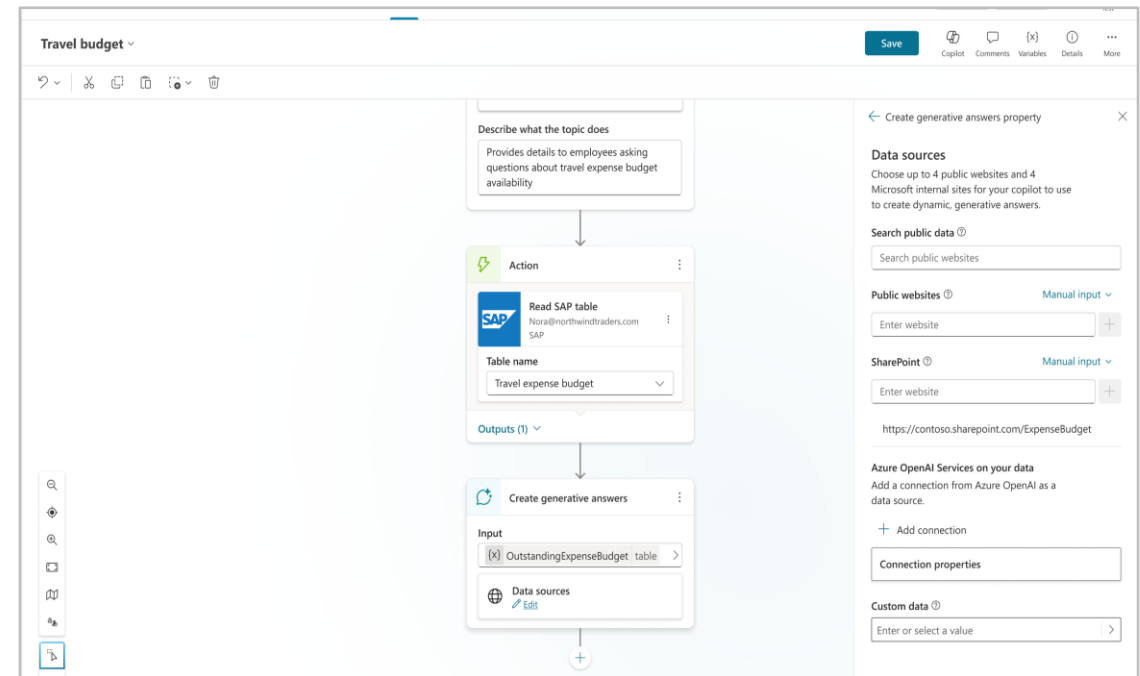 Travel budget
Save
Copilot
Comments
{x}
Variables
Details
More
Describe what the topic does
Provides details to employees asking
questions about travel expense budget
availability
Action
SAP
Read SAP table
Nora@northwindtraders.com
SAP
Table name
Travel expense budget
Outputs (1)
Create generative answers
Input
{x} OutstandingExpenseBudget table
Data sources
Edit
Create generative answers property
Data sources
Choose up to 4 public websites and 4
Microsoft internal sites for your copilot to use
to create dynamic, generative answers.
Search public data
Search public websites
Public websites Manual input
Enter website
SharePoint Manual input
Enter website
https://contoso.sharepoint.com/ExpenseBudget
Azure OpenAI Services on your data
Add a connection from Azure OpenAI as a
data source.
Add connection
Connection properties
Custom data
Enter or select a value